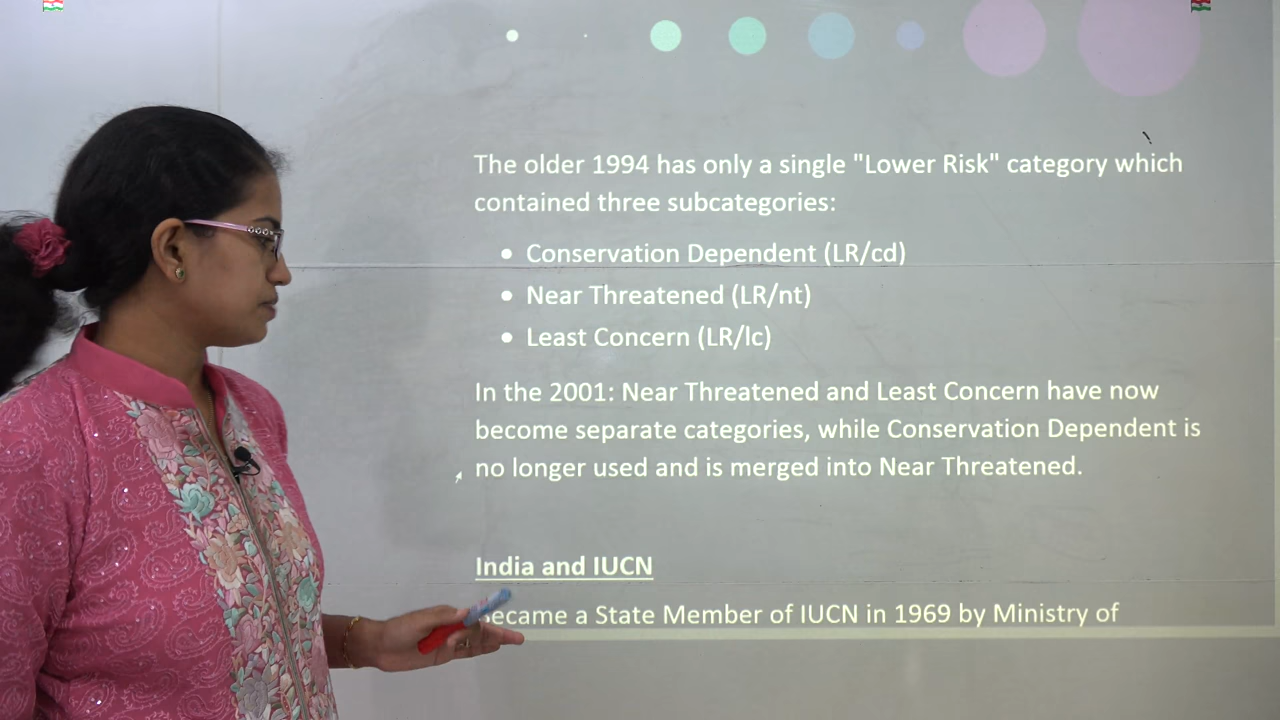 The older 1994 has only a single "Lower Risk" category which
contained three subcategories:
• Conservation Dependent (LR/cd)
• Near Threatened (LR/nt)
• Least Concern (LR/lc)
In the 2001: Near Threatened and Least Concern have now
become separate categories, while Conservation Dependent is
no longer used and is merged into Near Threatened.
India and IUCN
became a State Member of IUCN in 1969 by Ministry of